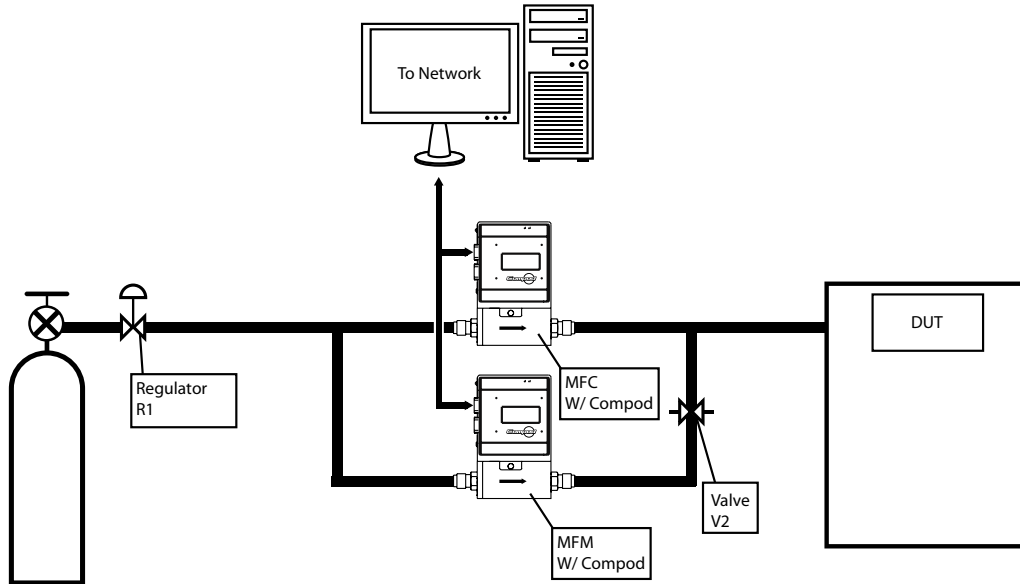 To Network
Regulator
R1
MFC
W/ Compod
DUT
Valve
V2
MFM
W/ Compod